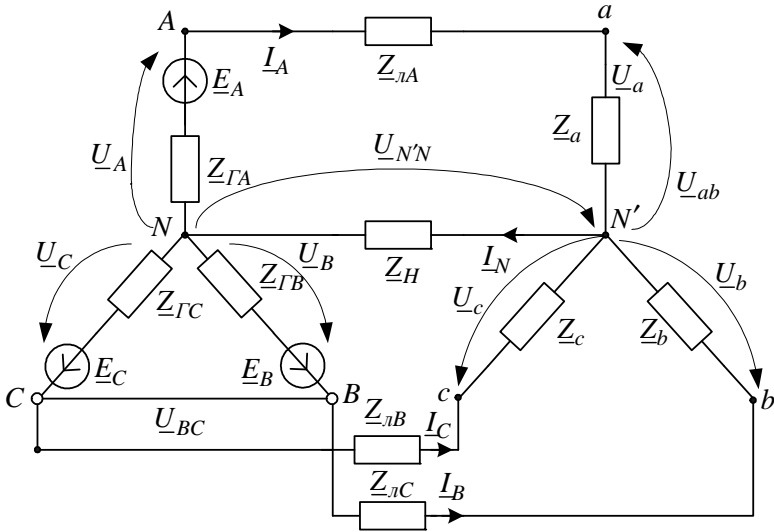 A
a
I_A
Z_лA
E_A
U_a
Z_a
U_A
Z_ГA
U_N'N
U_ab
N
N'
U_C
Z_ГB
U_B
Z_Н
I_N
U_b
Z_ГC
U_c
Z_c
Z_b
E_C
E_B
C
B
c
b
U_BC
Z_лB
I_C
Z_лC
I_B